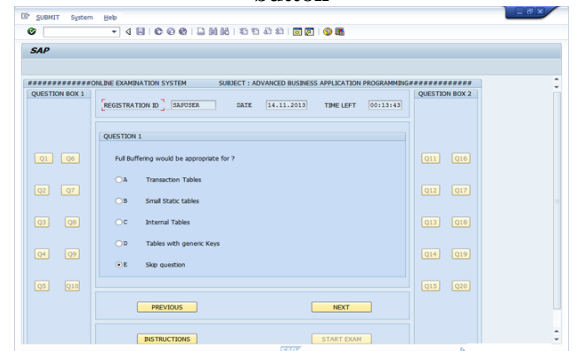 button
SUBMIT System Help
SAP
#############ONLINE EXAMINATION SYSTEM SUBJECT : ADVANCED BUSINESS APPLICATION PROGRAMMING#############
QUESTION BOX 1 QUESTION BOX 2
REGISTRATION ID SAPUSER DATE 14.11.2013 TIME LEFT 00:13:43
QUESTION 1
Full Buffering would be appropriate for ?
Q1 Q6 A Transaction Tables Q11 Q16
Q2 Q7 B Small Static tables Q12 Q17
Q3 Q8 C Internal Tables Q13 Q18
Q4 Q9 D Tables with generic Keys Q14 Q19
E Skip question
Q5 Q10 Q15 Q20
PREVIOUS NEXT
INSTRUCTIONS START EXAM
SAP